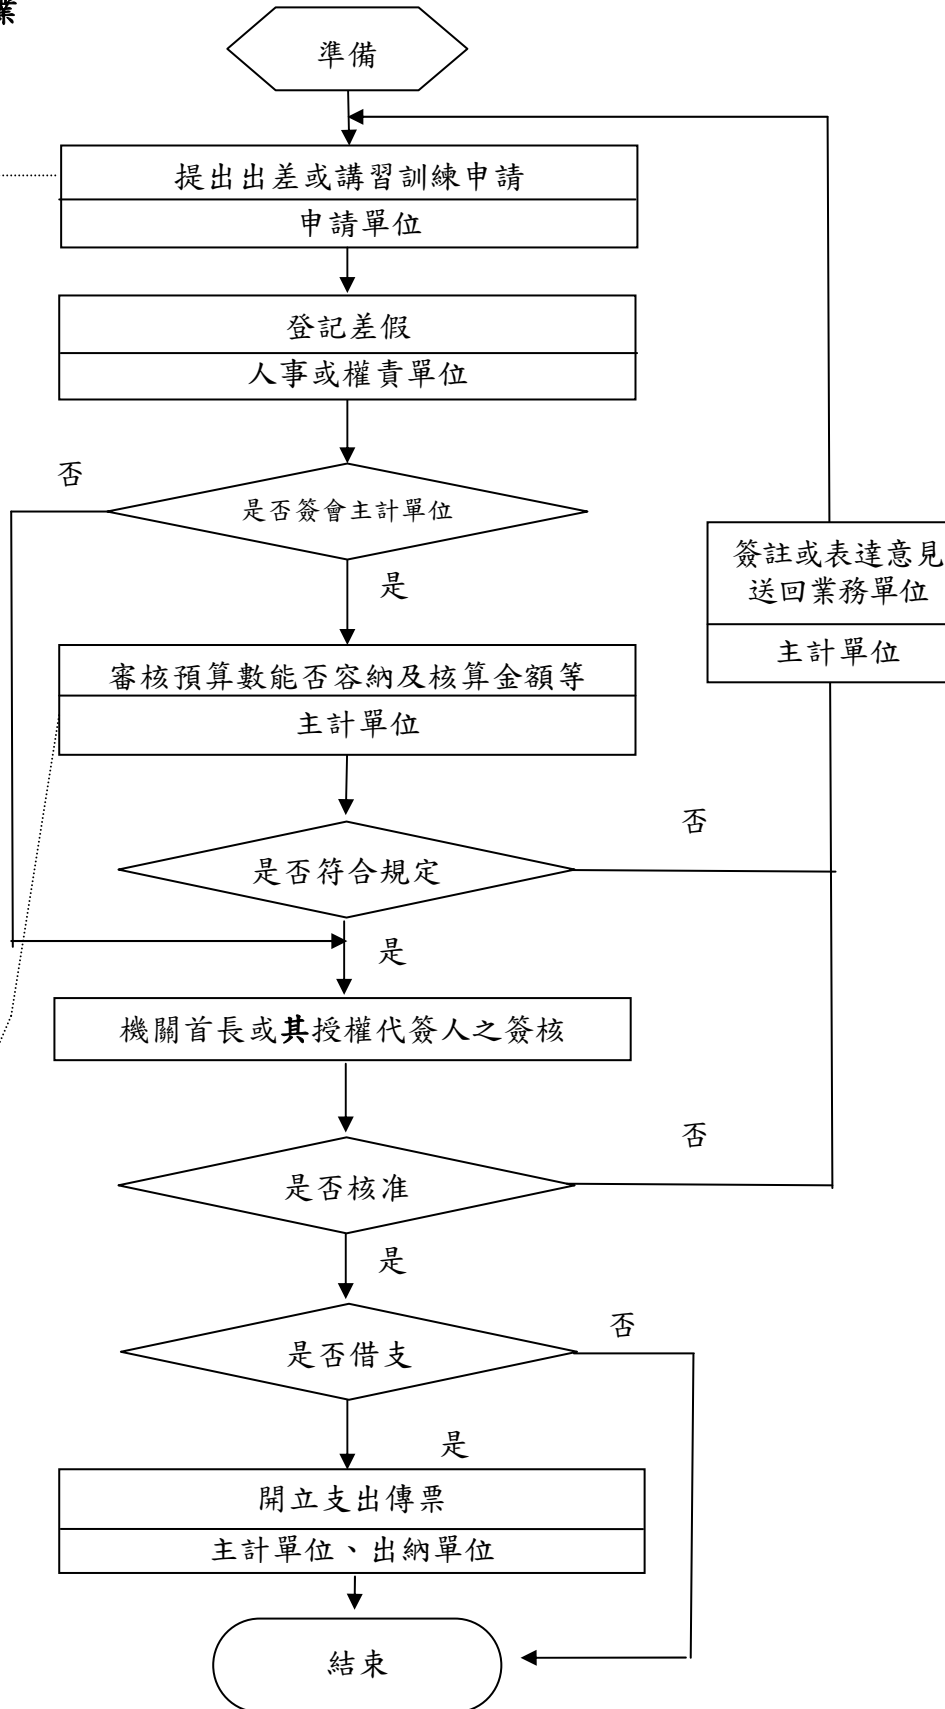 業
準備
提出出差或講習訓練申請
申請單位
登記差假
人事或權責單位
否
是否簽會主計單位
是
簽註或表達意見
送回業務單位
主計單位
審核預算數能否容納及核算金額等
主計單位
否
是否符合規定
是
機關首長或其授權代簽人之簽核
否
是否核准
是
否
是否借支
是
開立支出傳票
主計單位、出納單位
結束